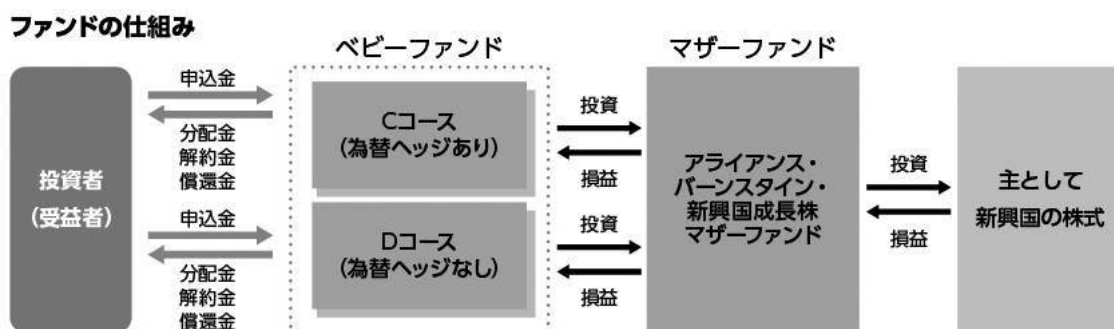 ファンドの仕組み
ベビーファンド
マザーファンド
投資者
(受益者)
申込金
分配金
解約金
償還金
申込金
分配金
解約金
償還金
Cコース
(為替ヘッジあり)
Dコース
(為替ヘッジなし)
投資
損益
投資
損益
アライアンス・
バーンスタイン・
新興国成長株
マザーファンド
投資
損益
主として
新興国の株式